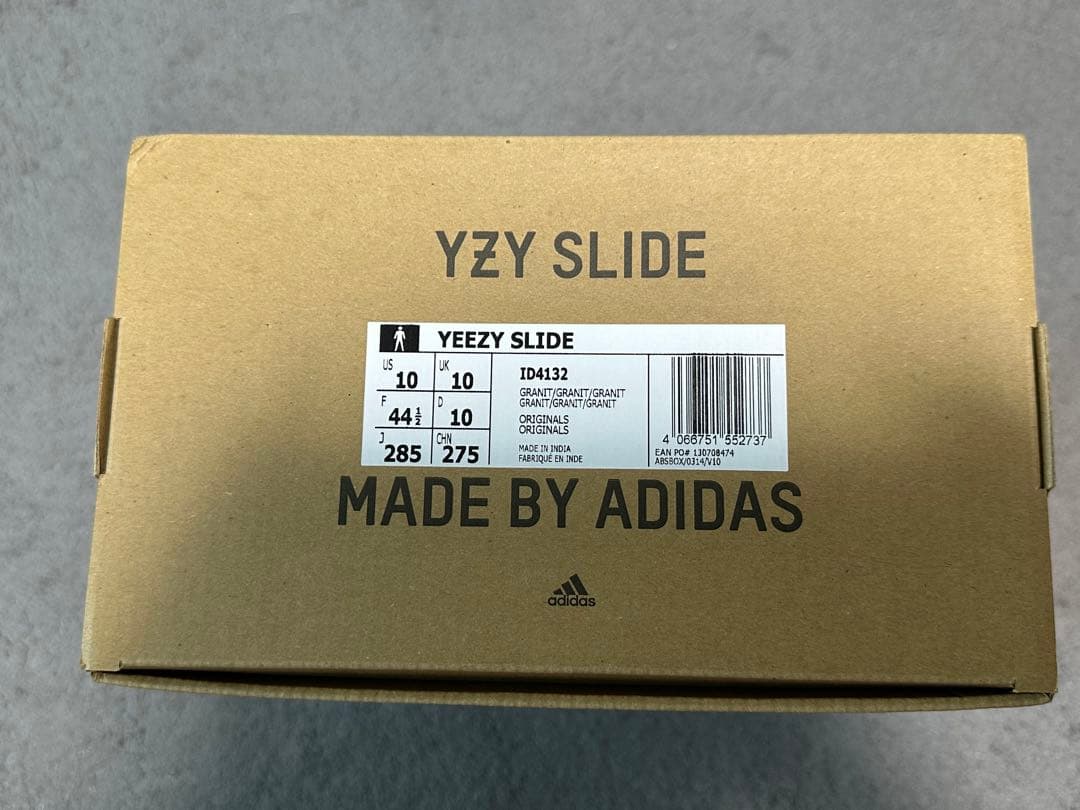 YƵY SLIDE
YEEZY SLIDE
US 10 UK 10
F 44½ D 10
J 285 CHN 275
ID4132
GRANIT/GRANIT/GRANIT
GRANIT/GRANIT/GRANIT
ORIGINALS
ORIGINALS
MADE IN INDIA
FABRIQUÉ EN INDE
4 066751 552737
EAN PO# 130708474
ABSBOX/0314/V10
MADE BY ADIDAS
adidas